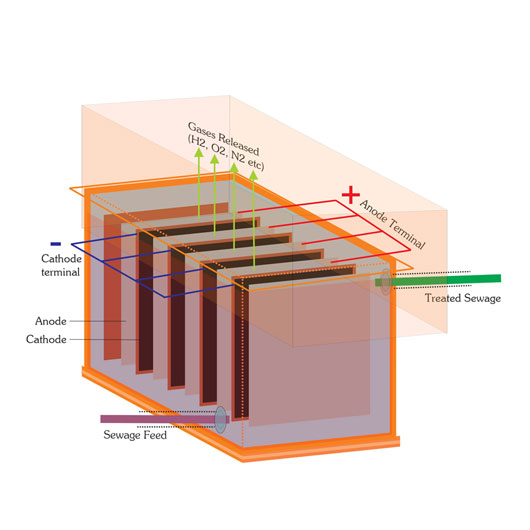 Gases Released
(H2, O2, N2 etc)
+
Anode Terminal
-
Cathode
terminal
Treated Sewage
Anode
Cathode
Sewage Feed